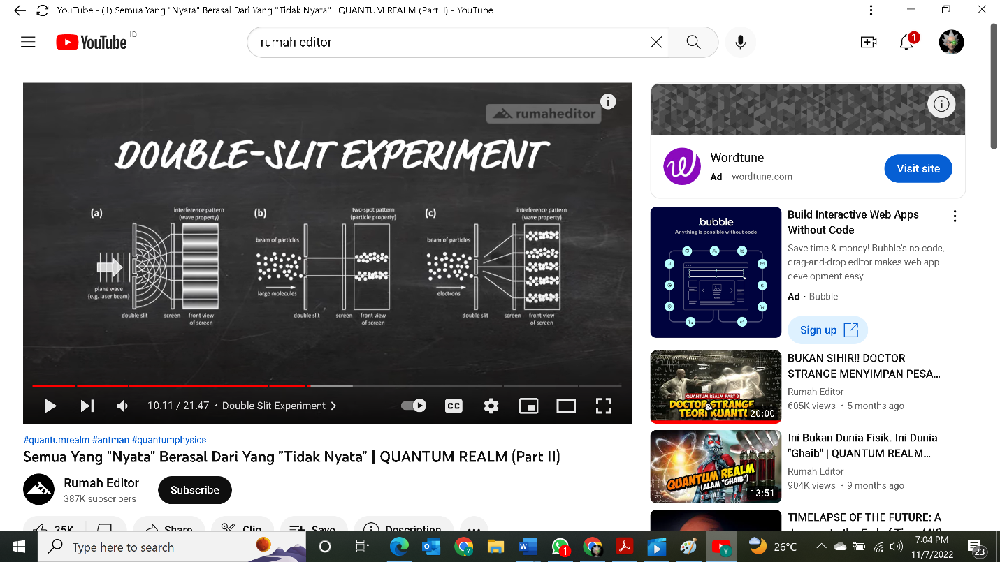 YouTube - (1) Semua Yang "Nyata" Berasal Dari Yang "Tidak Nyata" | QUANTUM REALM (Part II) - YouTube
YouTube ID
rumah editor
1
rumaheditor
DOUBLE-SLIT EXPERIMENT
(a)
interference pattern
(wave property)
plane wave
(e.g. laser beam)
double slit
screen
front view
of screen
(b)
two-spot pattern
(particle property)
beam of particles
large molecules
double slit
screen
front view
of screen
(c)
interference pattern
(wave property)
beam of particles
electrons
double slit
screen
front view
of screen
10:11 / 21:47 • Double Slit Experiment
CC
#quantumrealm #antman #quantumphysics
Semua Yang "Nyata" Berasal Dari Yang "Tidak Nyata" | QUANTUM REALM (Part II)
Rumah Editor
387K subscribers
Subscribe
35K
Share
Clip
Save
Description
Wordtune
Ad · wordtune.com
Visit site
.bubble
Anything is possible without code
Build Interactive Web Apps
Without Code
Save time & money! Bubble's no code,
drag-and-drop editor makes web app
development easy.
Ad · Bubble
Sign up
QUANTUM REALM PART 3
DOCTOR STRANGE
&
TEORI KUANTUM
20:00
BUKAN SIHIR!! DOCTOR
STRANGE MENYIMPAN PESA...
Rumah Editor
605K views • 5 months ago
QUANTUM REALM
(ALAM "GHAIB")
13:51
Ini Bukan Dunia Fisik. Ini Dunia
"Ghaib" | QUANTUM REALM...
Rumah Editor
904K views • 9 months ago
TIMELAPSE OF THE FUTURE: A
Type here to search
1
26°C
7:04 PM
11/7/2022
23